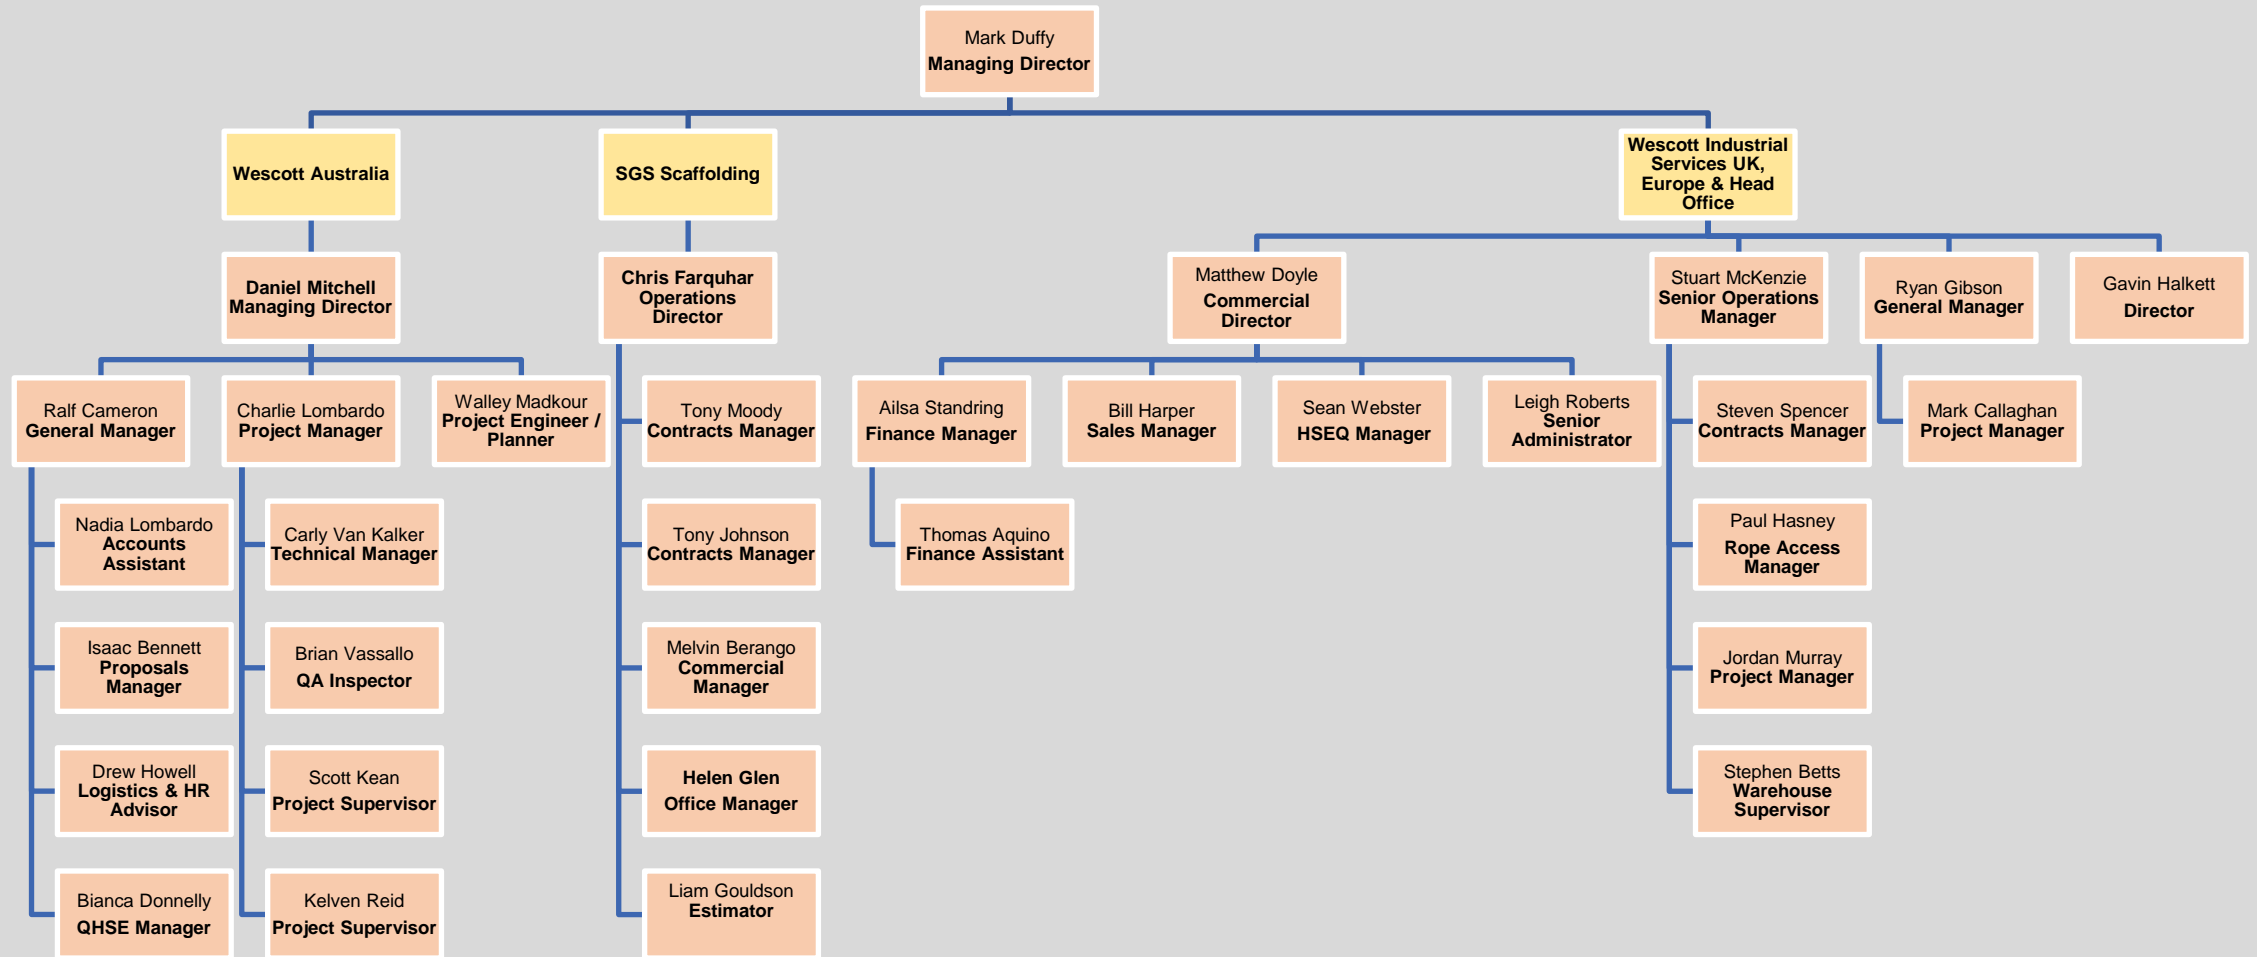 Mark Duffy
Managing Director
Wescott Australia
SGS Scaffolding
Wescott Industrial
Services UK,
Europe & Head
Office
Daniel Mitchell
Managing Director
Chris Farquhar
Operations
Director
Matthew Doyle
Commercial
Director
Stuart McKenzie
Senior Operations
Manager
Ryan Gibson
General Manager
Gavin Halkett
Director
Ralf Cameron
General Manager
Charlie Lombardo
Project Manager
Walley Madkour
Project Engineer /
Planner
Tony Moody
Contracts Manager
Ailsa Standring
Finance Manager
Bill Harper
Sales Manager
Sean Webster
HSEQ Manager
Leigh Roberts
Senior
Administrator
Steven Spencer
Contracts Manager
Mark Callaghan
Project Manager
Nadia Lombardo
Accounts
Assistant
Carly Van Kalker
Technical Manager
Tony Johnson
Contracts Manager
Thomas Aquino
Finance Assistant
Paul Hasney
Rope Access
Manager
Isaac Bennett
Proposals
Manager
Brian Vassallo
QA Inspector
Melvin Berango
Commercial
Manager
Jordan Murray
Project Manager
Drew Howell
Logistics & HR
Advisor
Scott Kean
Project Supervisor
Helen Glen
Office Manager
Stephen Betts
Warehouse
Supervisor
Bianca Donnelly
QHSE Manager
Kelven Reid
Project Supervisor
Liam Gouldson
Estimator